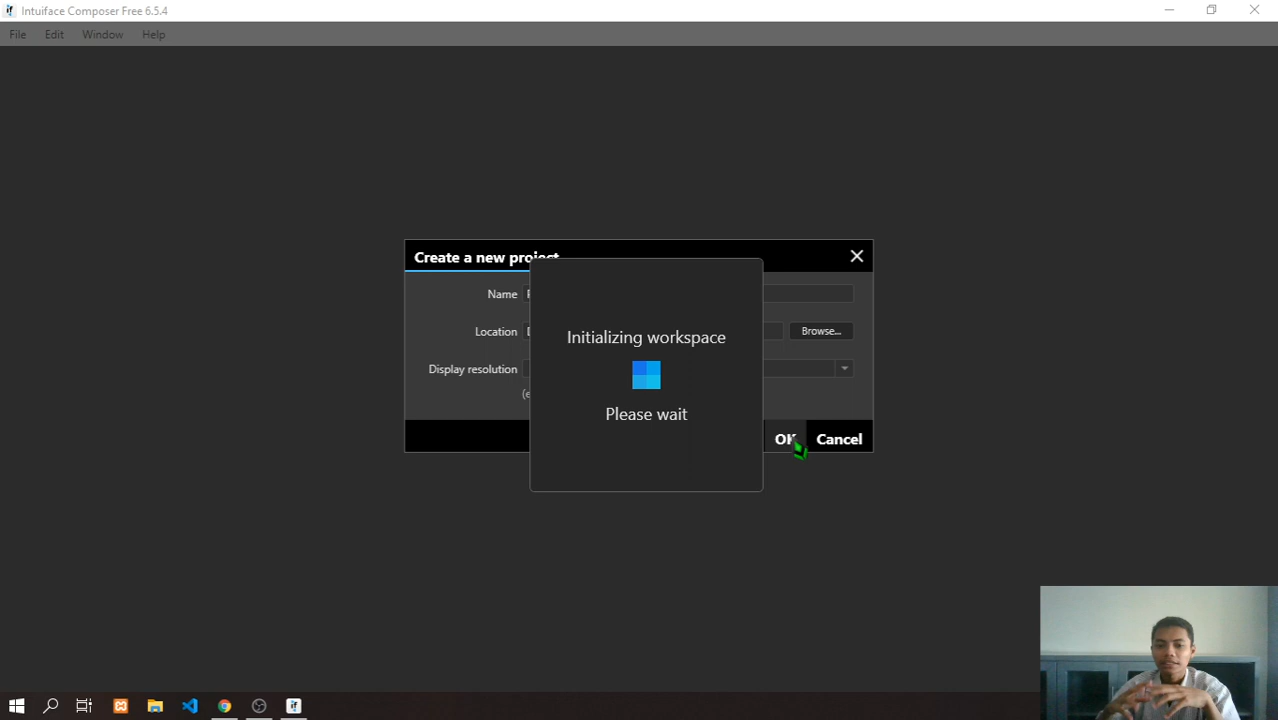 Intuiface Composer Free 6.5.4
File Edit Window Help
Create a new project
Name
Location
Browse...
Display resolution
Initializing workspace
Please wait
OK Cancel